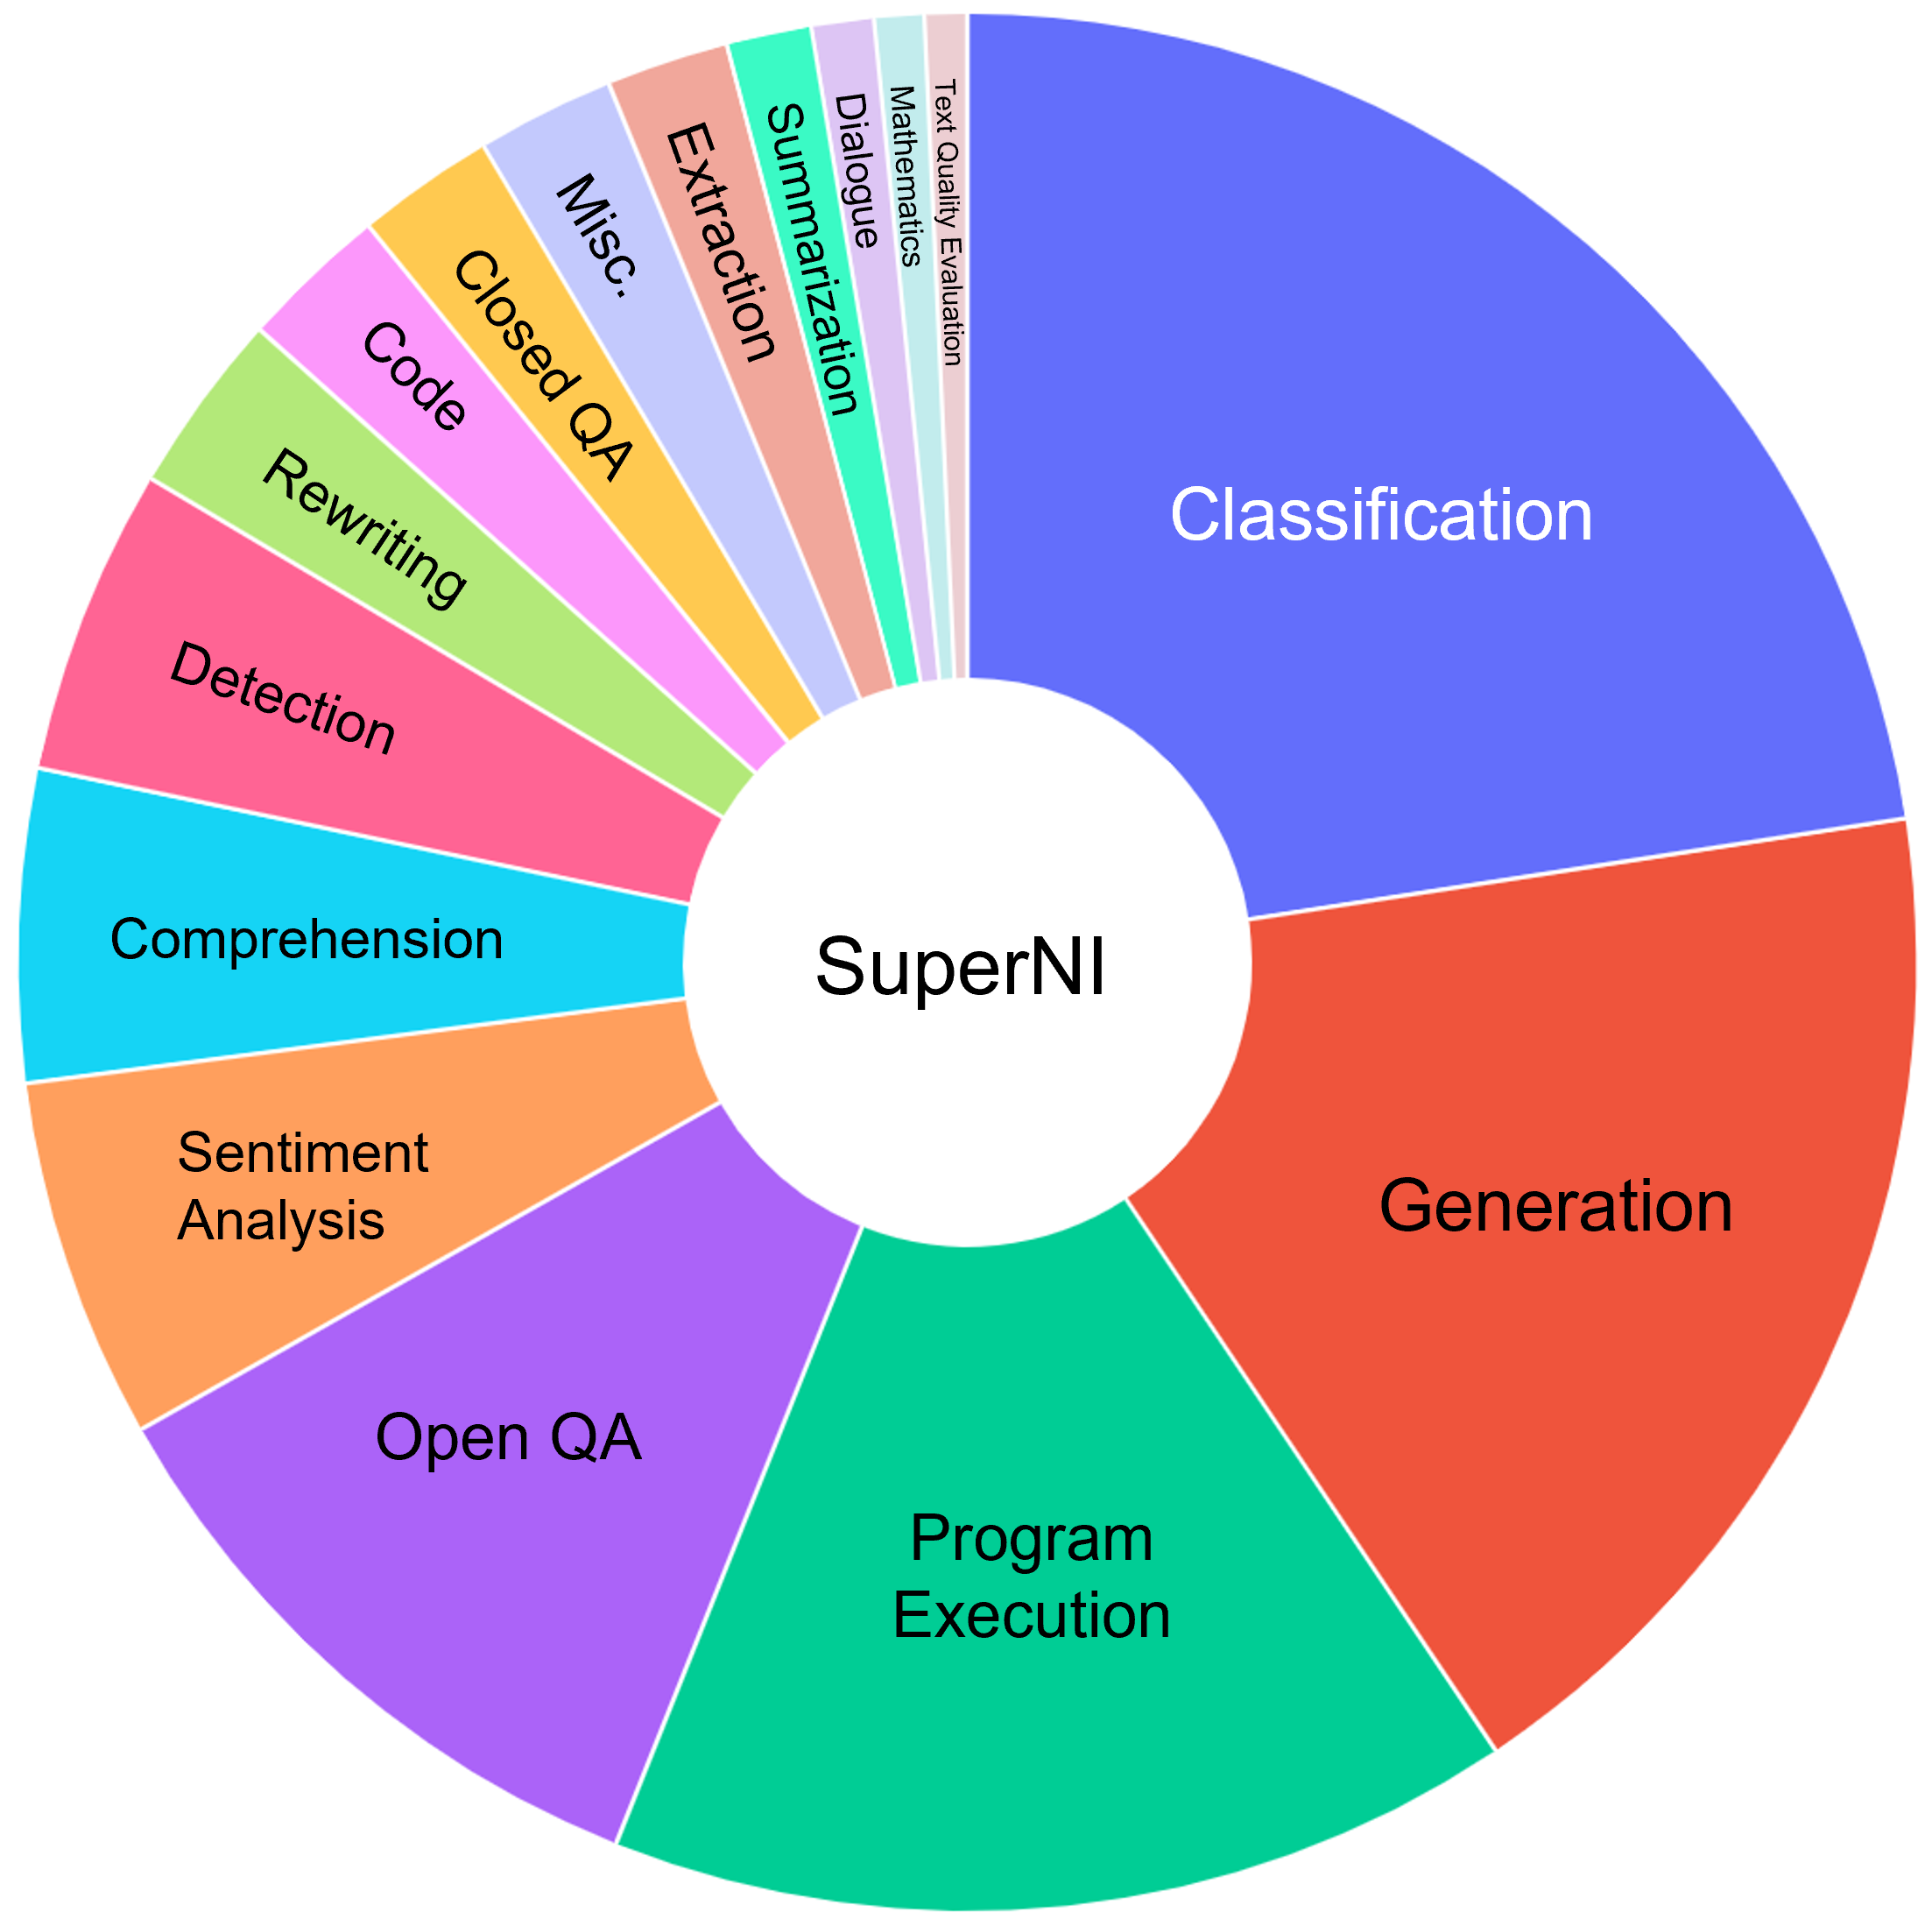 Classification
Generation
Program
Execution
Open QA
Sentiment
Analysis
Comprehension
Detection
Rewriting
Code
Closed QA
Misc.
Extraction
Summarization
Dialogue
Mathematics
Text Quality Evaluation
SuperNI